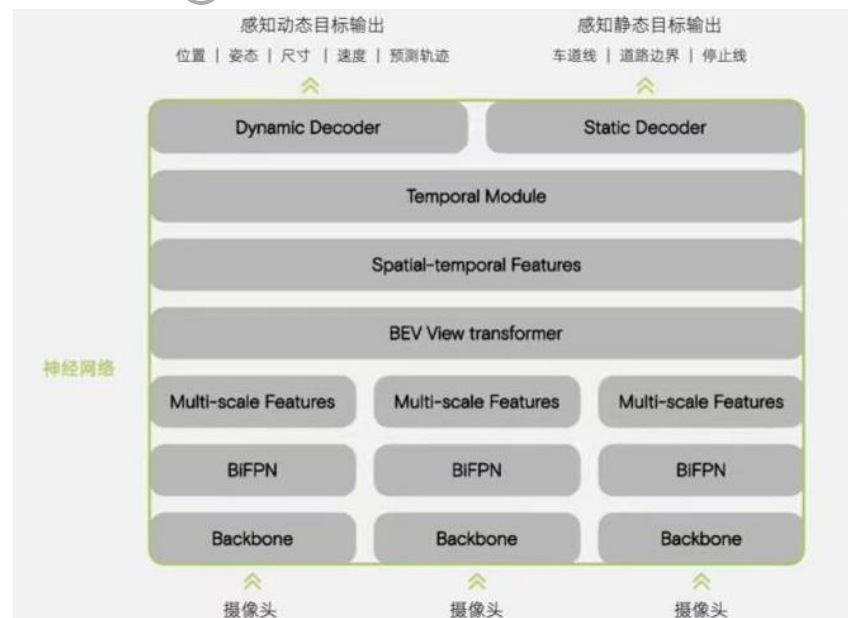 感知动态目标输出
感知静态目标输出
位置 | 姿态 | 尺寸 | 速度 | 预测轨迹
车道线 | 道路边界 | 停止线
Dynamic Decoder
Static Decoder
Temporal Module
Spatial-temporal Features
BEV View transformer
神经网络
Multi-scale Features
Multi-scale Features
Multi-scale Features
BiFPN
BiFPN
BiFPN
Backbone
Backbone
Backbone
摄像头
摄像头
摄像头